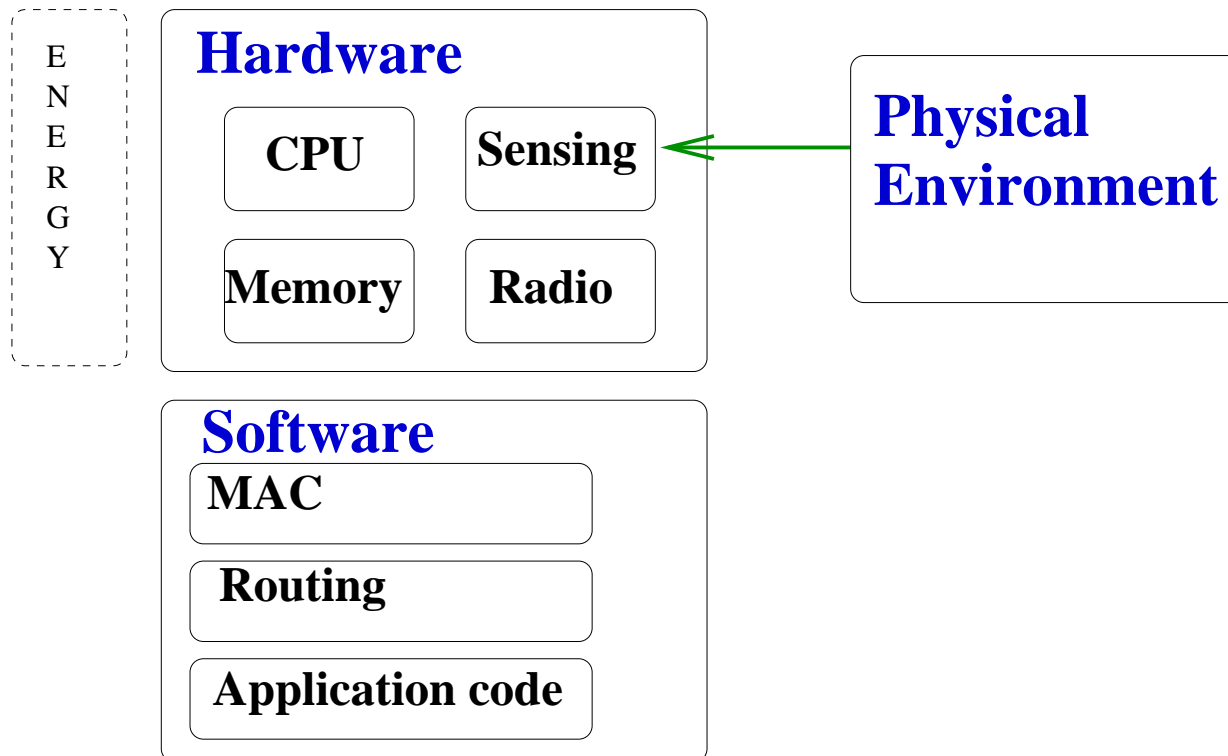 E
N
E
R
G
Y
Hardware
CPU
Sensing
Memory
Radio
Physical
Environment
Software
MAC
Routing
Application code